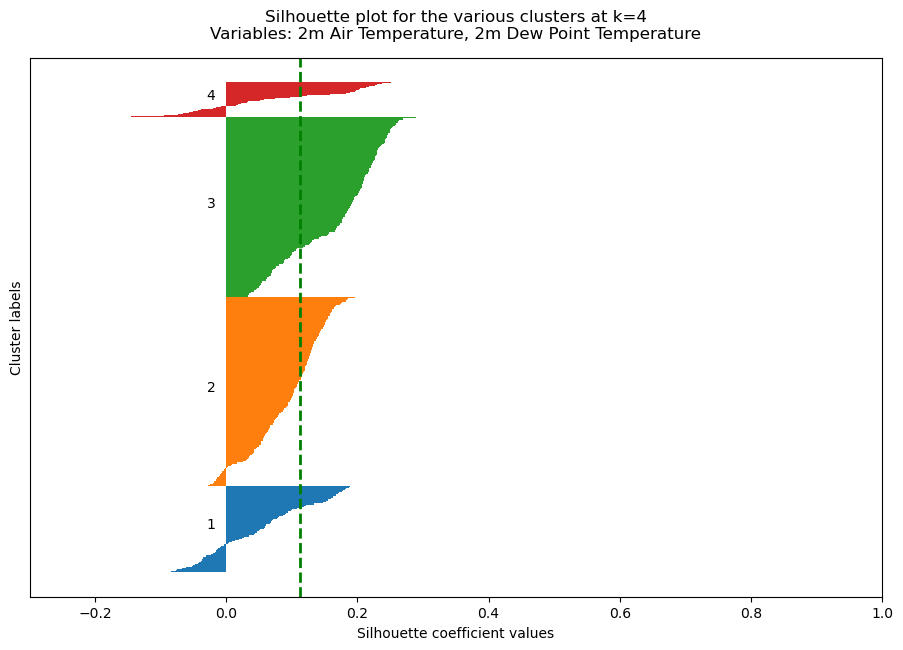 Silhouette plot for the various clusters at k=4
Variables: 2m Air Temperature, 2m Dew Point Temperature
4
3
2
1
Cluster labels
−0.2 0.0 0.2 0.4 0.6 0.8 1.0
Silhouette coefficient values